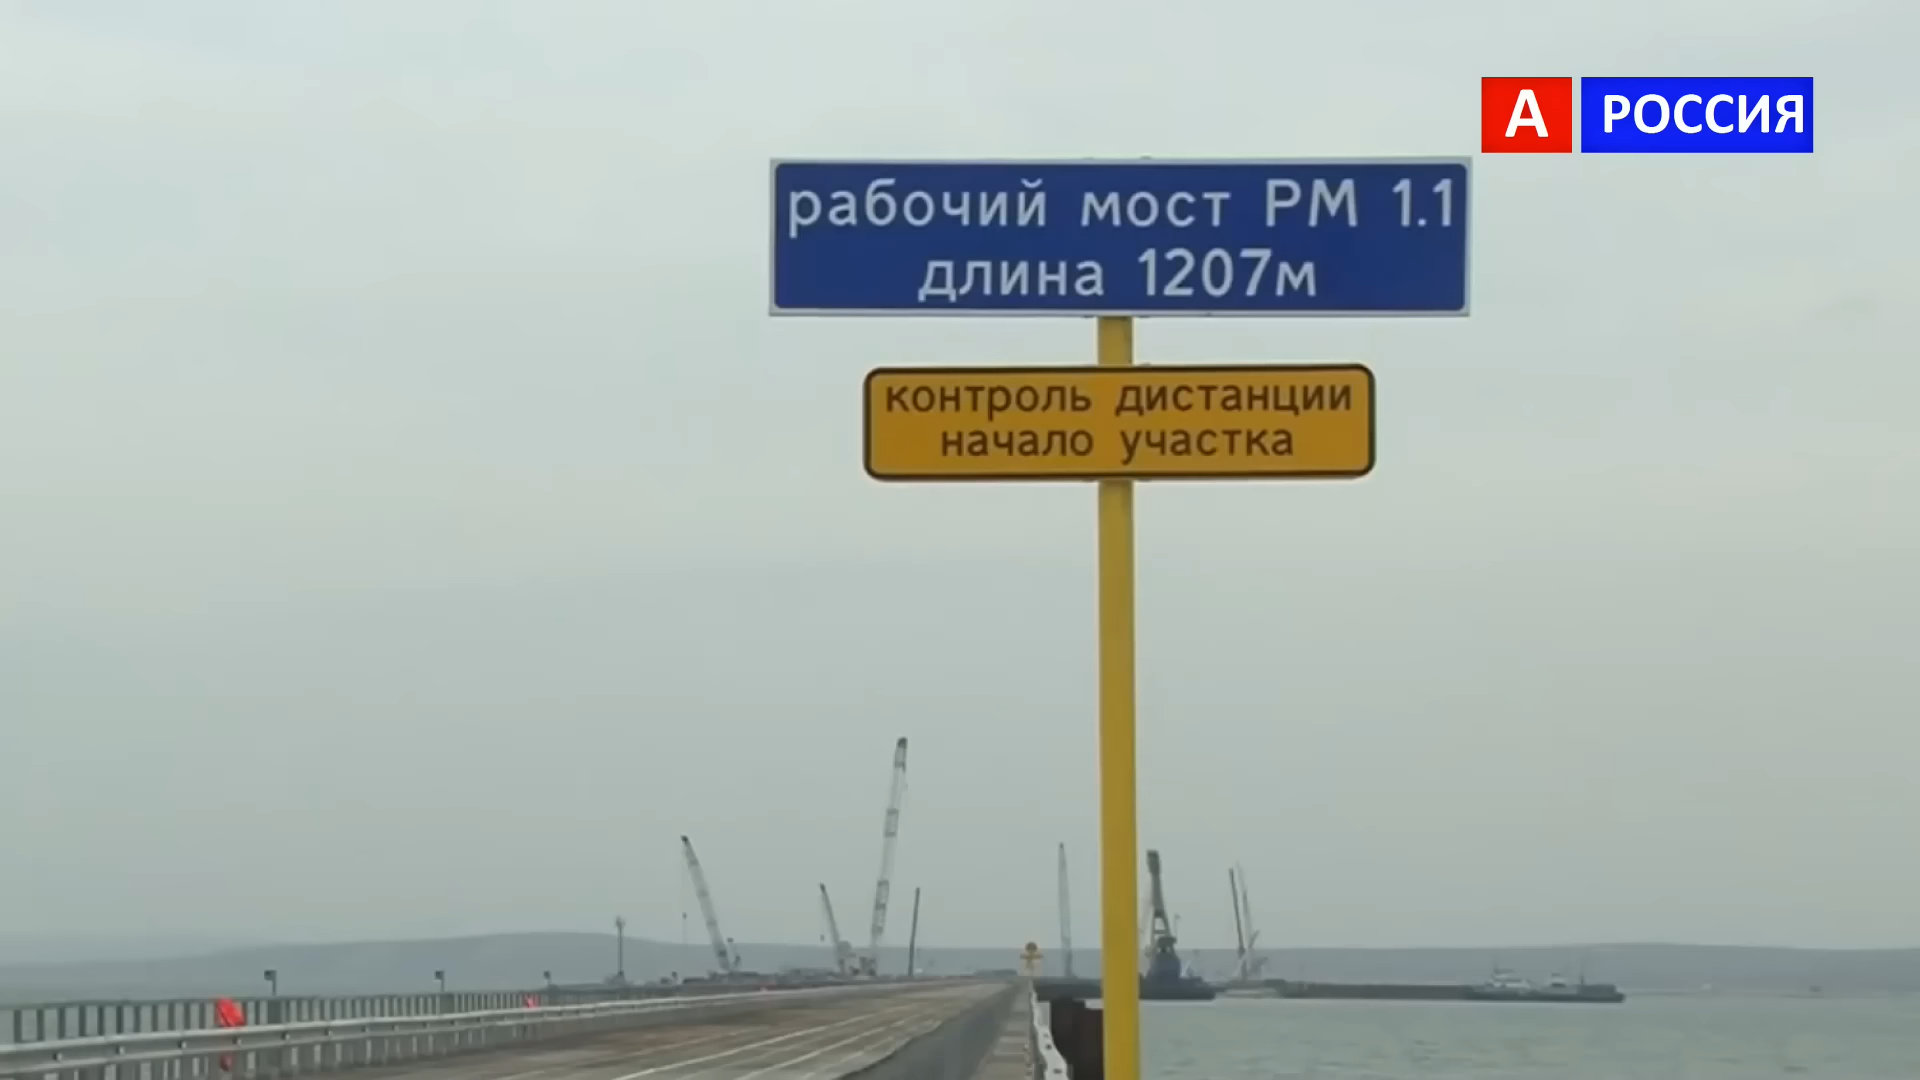 А РОССИЯ
рабочий мост РМ 1.1
длина 1207м
контроль дистанции
начало участка